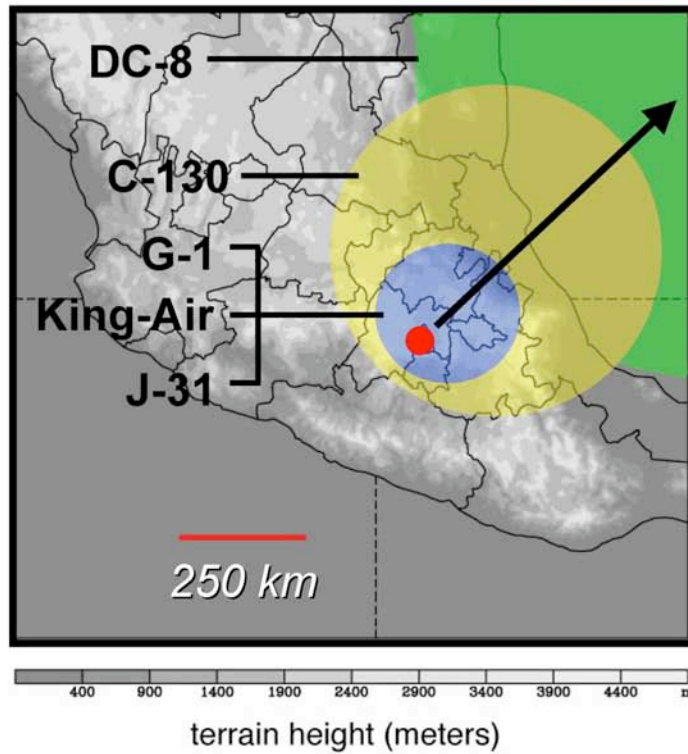 DC-8
C-130
G-1
King-Air
J-31
250 km
400 900 1400 1900 2400 2900 3400 3900 4400 m
terrain height (meters)